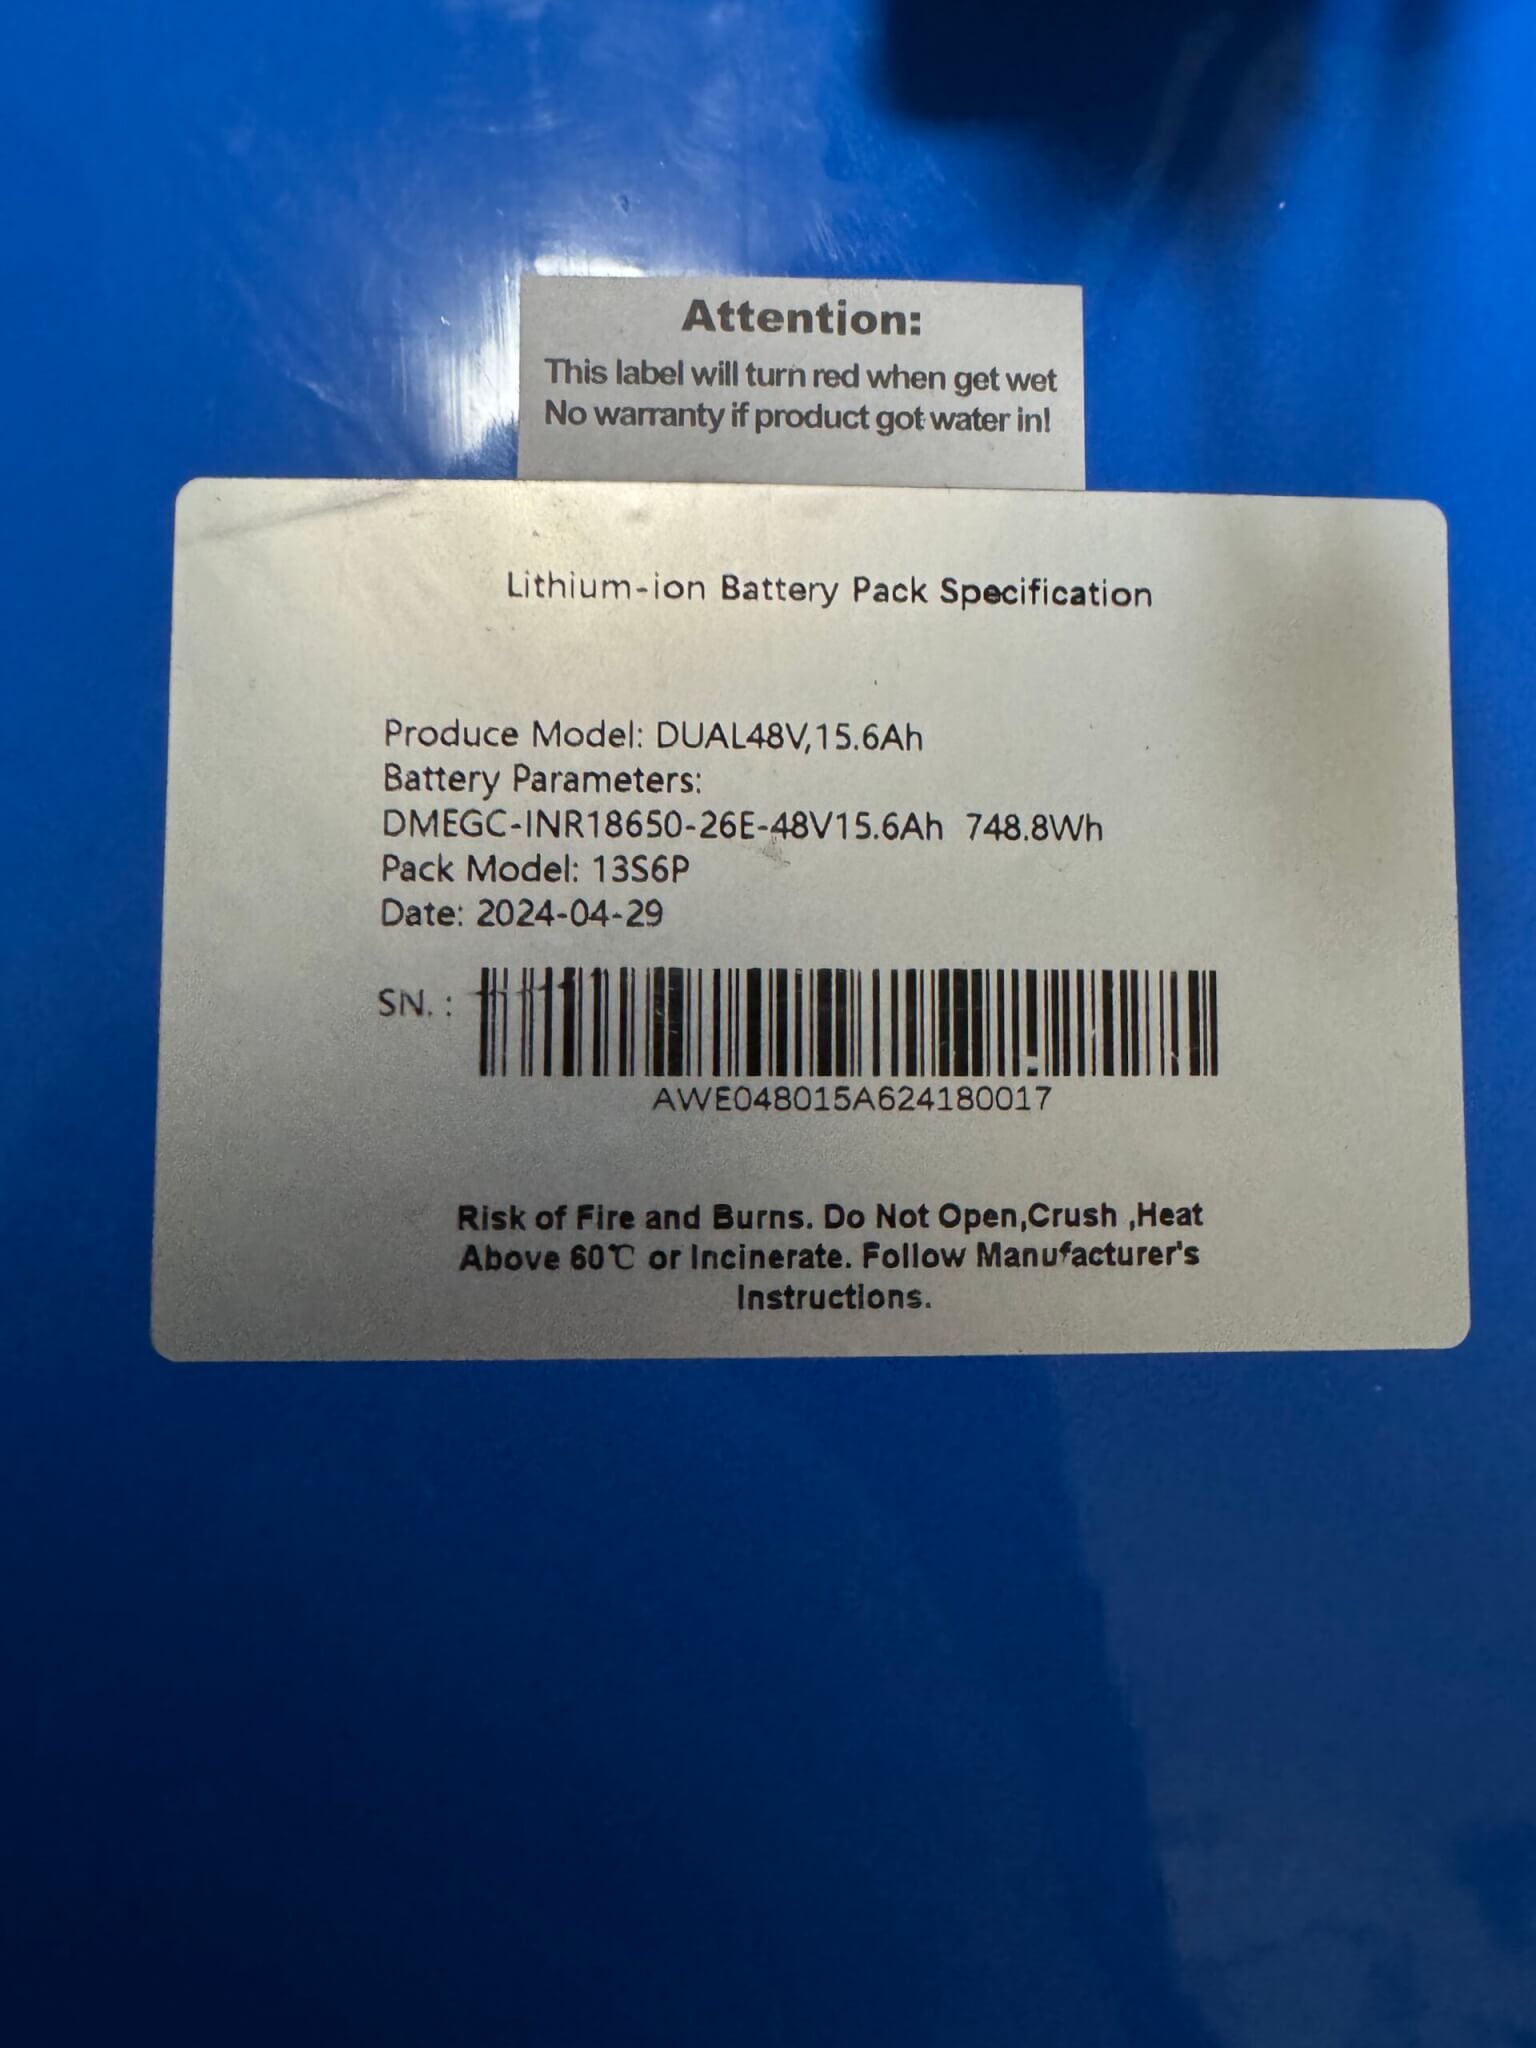 Attention:
This label will turn red when get wet
No warranty if product got water in!
Lithium-ion Battery Pack Specification
Produce Model: DUAL48V,15.6Ah
Battery Parameters:
DMEGC-INR18650-26E-48V15.6Ah 748.8Wh
Pack Model: 13S6P
Date: 2024-04-29
SN. :
AWE048015A624180017
Risk of Fire and Burns. Do Not Open,Crush ,Heat
Above 60℃ or Incinerate. Follow Manufacturer's
Instructions.